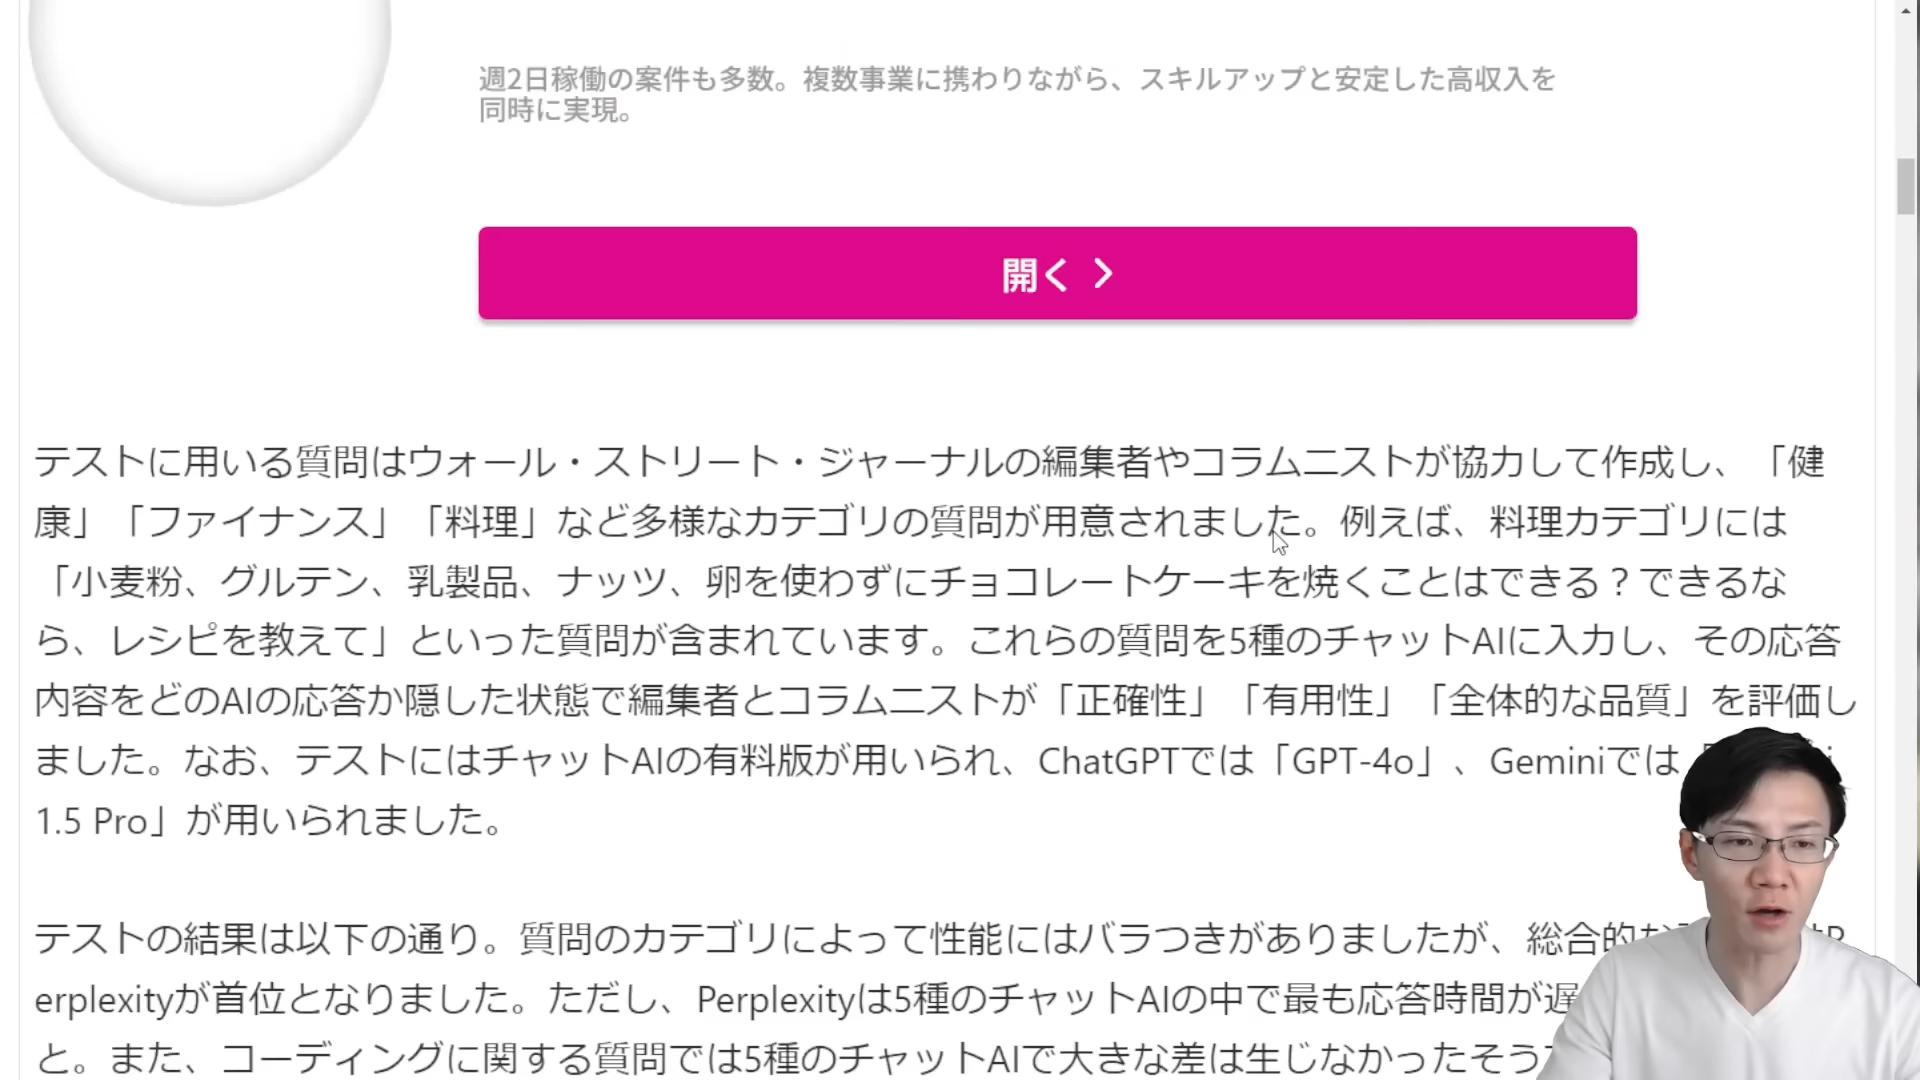 週2日稼働の案件も多数。複数事業に携わりながら、スキルアップと安定した高収入を
同時に実現。
開く >
テストに用いる質問はウォール・ストリート・ジャーナルの編集者やコラムニストが協力して作成し、「健
康」「ファイナンス」「料理」など多様なカテゴリの質問が用意されました。例えば、料理カテゴリには
「小麦粉、グルテン、乳製品、ナッツ、卵を使わずにチョコレートケーキを焼くことはできる？できるな
ら、レシピを教えて」といった質問が含まれています。これらの質問を5種のチャットAIに入力し、その応答
内容をどのAIの応答か隠した状態で編集者とコラムニストが「正確性」「有用性」「全体的な品質」を評価し
ました。なお、テストにはチャットAIの有料版が用いられ、ChatGPTでは「GPT-4o」、Geminiでは
1.5 Pro」が用いられました。
テストの結果は以下の通り。質問のカテゴリによって性能にはバラつきがありましたが、総合的な
erplexityが首位となりました。ただし、Perplexityは5種のチャットAIの中で最も応答時間が遅
と。また、コーディングに関する質問では5種のチャットAIで大きな差は生じなかったそう